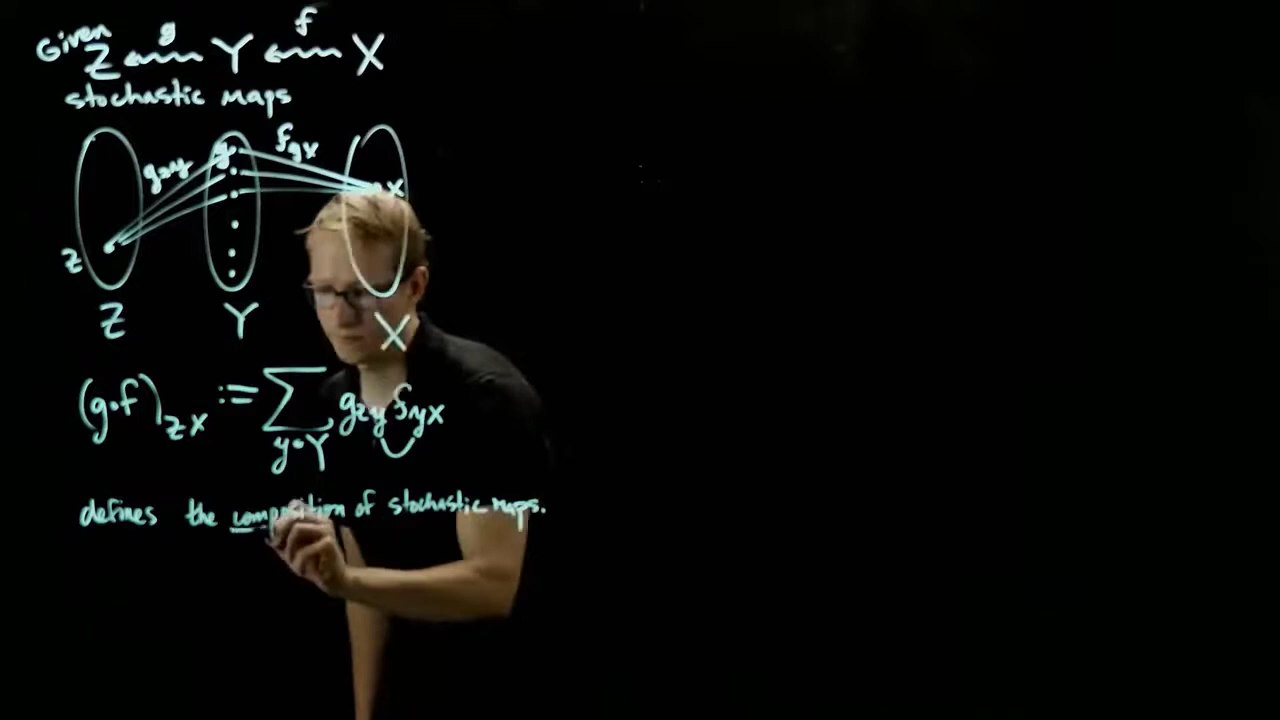 Given
Z ⟵ g Y ⟵ f X
stochastic maps
g_zy y f_yx
x
z
Z Y X
(g∘f)_zx := ∑_{y∈Y} g_zy f_yx
defines the composition of stochastic maps.